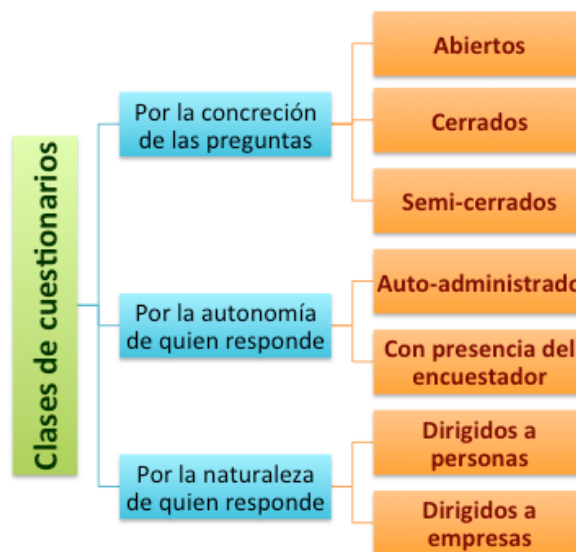 Clases de cuestionarios
Por la concreción
de las preguntas
Abiertos
Cerrados
Semi-cerrados
Por la autonomía
de quien responde
Auto-administrado
Con presencia del
encuestador
Por la naturaleza
de quien responde
Dirigidos a
personas
Dirigidos a
empresas